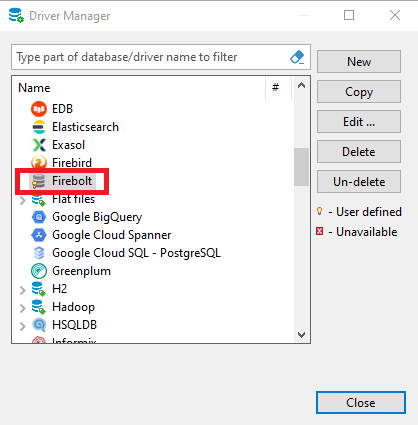 Driver Manager
Type part of database/driver name to filter
Name #
EDB
Elasticsearch
Exasol
Firebird
Firebolt
Flat files
Google BigQuery
Google Cloud Spanner
Google Cloud SQL - PostgreSQL
Greenplum
H2
Hadoop
HSQLDB
Informix
New
Copy
Edit ...
Delete
Un-delete
- User defined
- Unavailable
Close